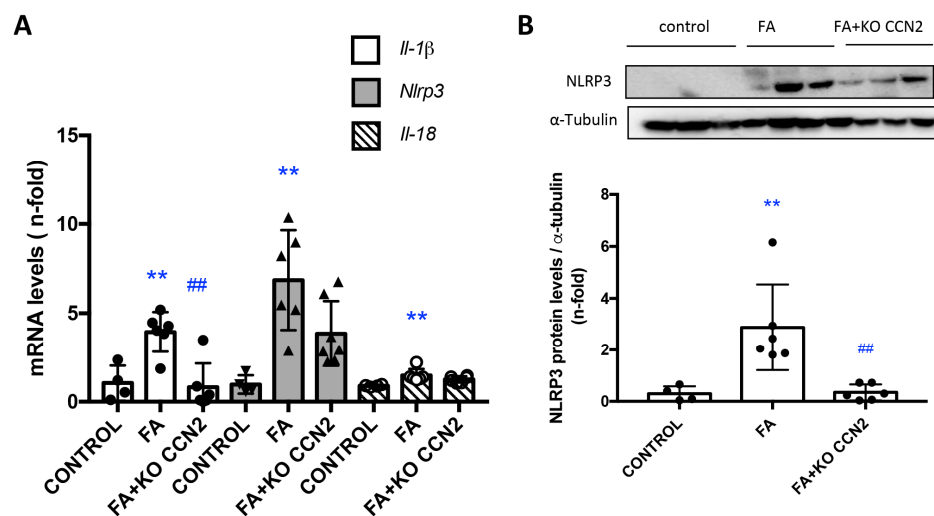 A
Il-1β
Nlrp3
Il-18
mRNA levels ( n-fold)
15
10
5
0
**
##
**
**
CONTROL
FA
FA+KO CCN2
CONTROL
FA
FA+KO CCN2
CONTROL
FA
FA+KO CCN2
B
control FA FA+KO CCN2
NLRP3
α-Tubulin
NLRP3 protein levels / α-tubulin
(n-fold)
8
6
4
2
0
**
##
CONTROL
FA
FA+KO CCN2